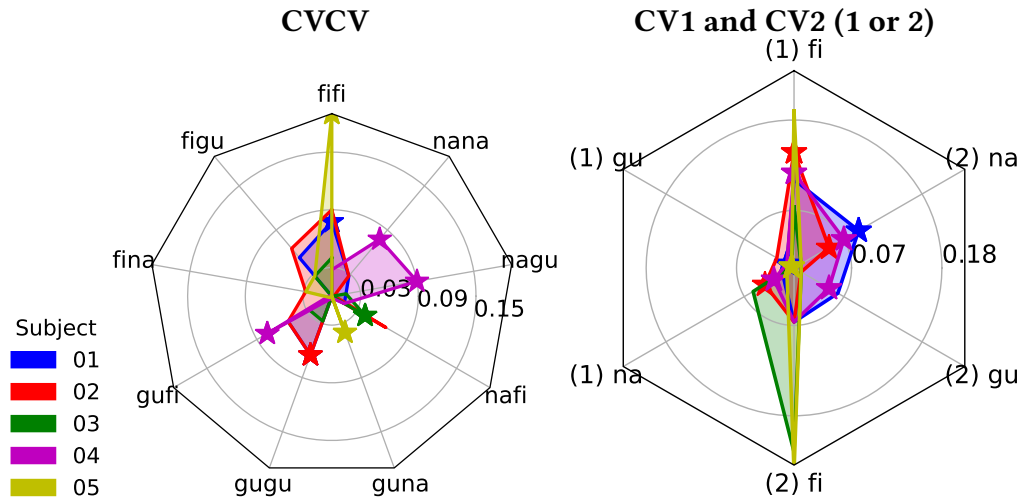 CVCV
fifi
nana
nagu
nafi
guna
gugu
gufi
fina
figu
0.03
0.09
0.15
Subject
01
02
03
04
05
CV1 and CV2 (1 or 2)
(1) fi
(2) na
(2) gu
(2) fi
(1) na
(1) gu
0.07
0.18